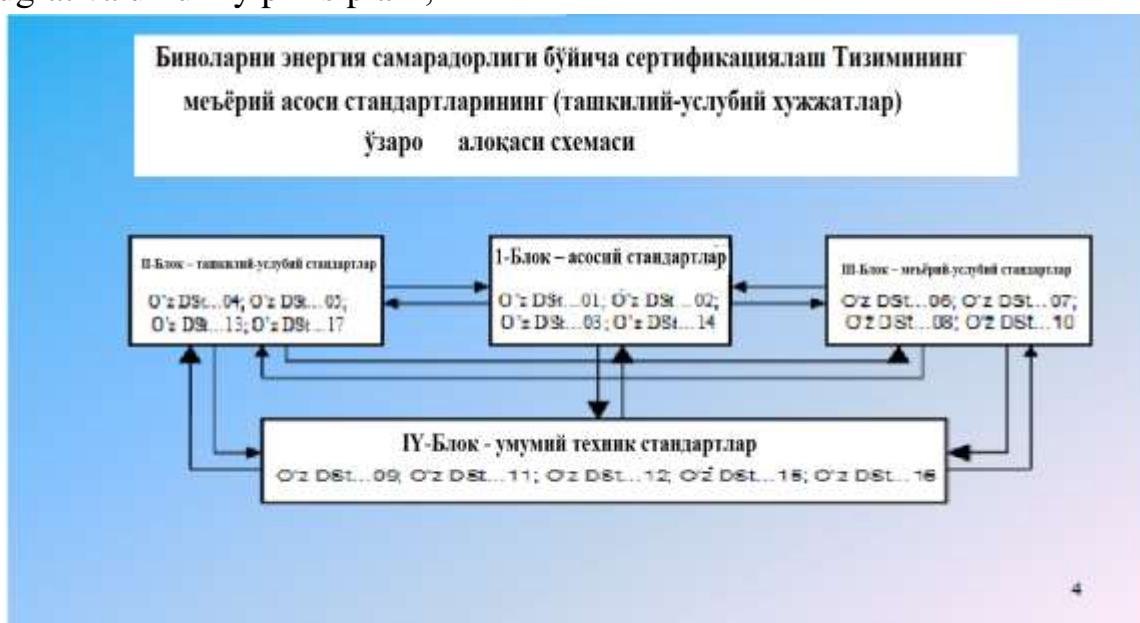 Биноларни энергия самарадорлиги бўйича сертификациялаш Тизимининг
меъёрий асоси стандартларининг (ташкилий-услубий хужжатлар)
ўзаро алоқаси схемаси
II-Блок – ташкилий-услубий стандартлар
O'z DSt...04; O'z DSt...05;
O'z DSt...13; O'z DSt...17
1-Блок – асосий стандартлар
O'z DSt...01; O'z DSt...02;
O'z DSt...03; O'z DSt...14
III-Блок – меъёрий-услубий стандартлар
O'z DSt...06; O'z DSt...07;
O'z DSt...08; O'z DSt...10
IY-Блок - умумий техник стандартлар
O'z DSt...09; O'z DSt...11; O'z DSt...12; O'z DSt...15; O'z DSt...16
4